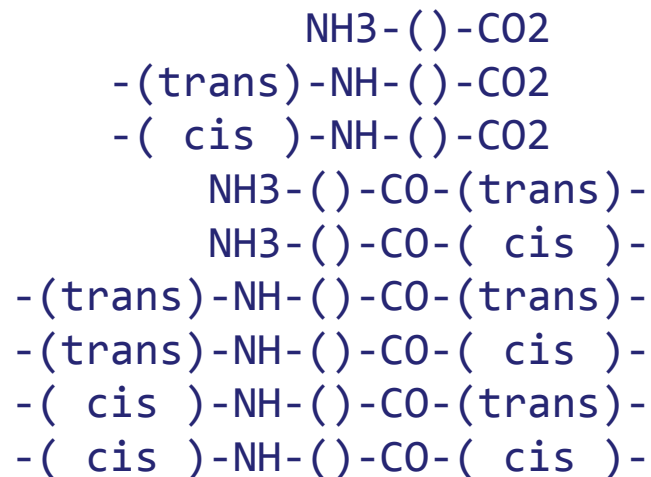 NH3-()-CO2
-(trans)-NH-()-CO2
-( cis )-NH-()-CO2
NH3-()-CO-(trans)-
NH3-()-CO-( cis )-
-(trans)-NH-()-CO-(trans)-
-(trans)-NH-()-CO-( cis )-
-( cis )-NH-()-CO-(trans)-
-( cis )-NH-()-CO-( cis )-